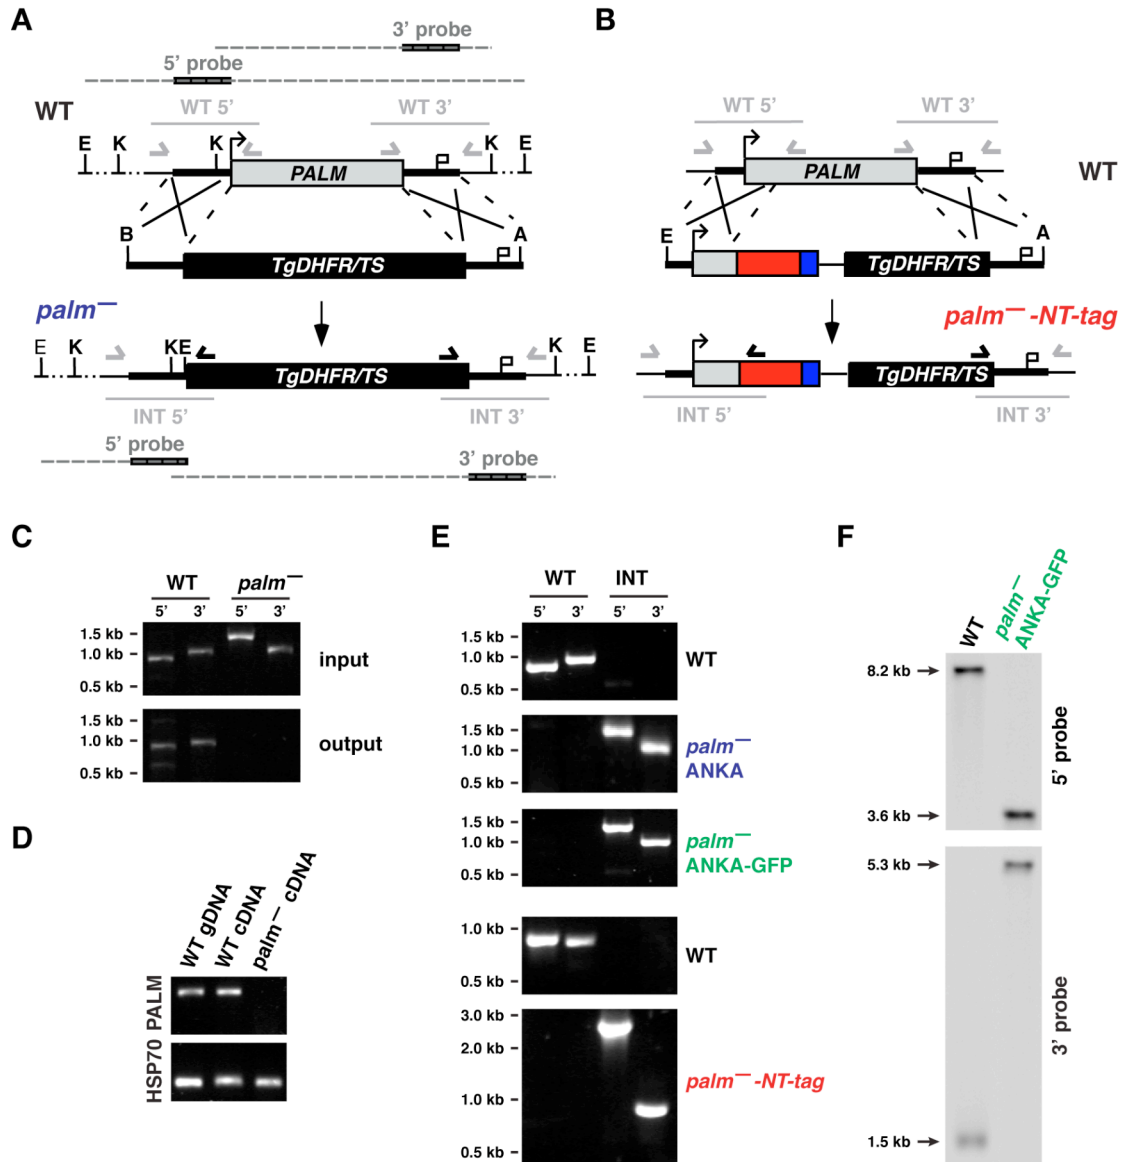 A
3’ probe
5’ probe
WT
WT 5’
WT 3’
E K K K E
PALM
B A
TgDHFR/TS
palm—
E K KE K E
TgDHFR/TS
INT 5’
INT 3’
5’ probe
3’ probe
B
WT 5’
WT 3’
PALM
WT
E A
TgDHFR/TS
palm— -NT-tag
TgDHFR/TS
INT 5’
INT 3’
C
WT palm—
5’ 3’ 5’ 3’
1.5 kb
1.0 kb
0.5 kb
input
1.5 kb
1.0 kb
0.5 kb
output
D
WT gDNA
WT cDNA
palm— cDNA
PALM
HSP70
E
WT INT
5’ 3’ 5’ 3’
1.5 kb
1.0 kb
0.5 kb
WT
1.5 kb
1.0 kb
0.5 kb
palm—
ANKA
1.5 kb
1.0 kb
0.5 kb
palm—
ANKA-GFP
1.0 kb
0.5 kb
WT
3.0 kb
2.0 kb
1.0 kb
0.5 kb
palm— -NT-tag
F
WT
palm—
ANKA-GFP
8.2 kb
3.6 kb
5’ probe
5.3 kb
1.5 kb
3’ probe